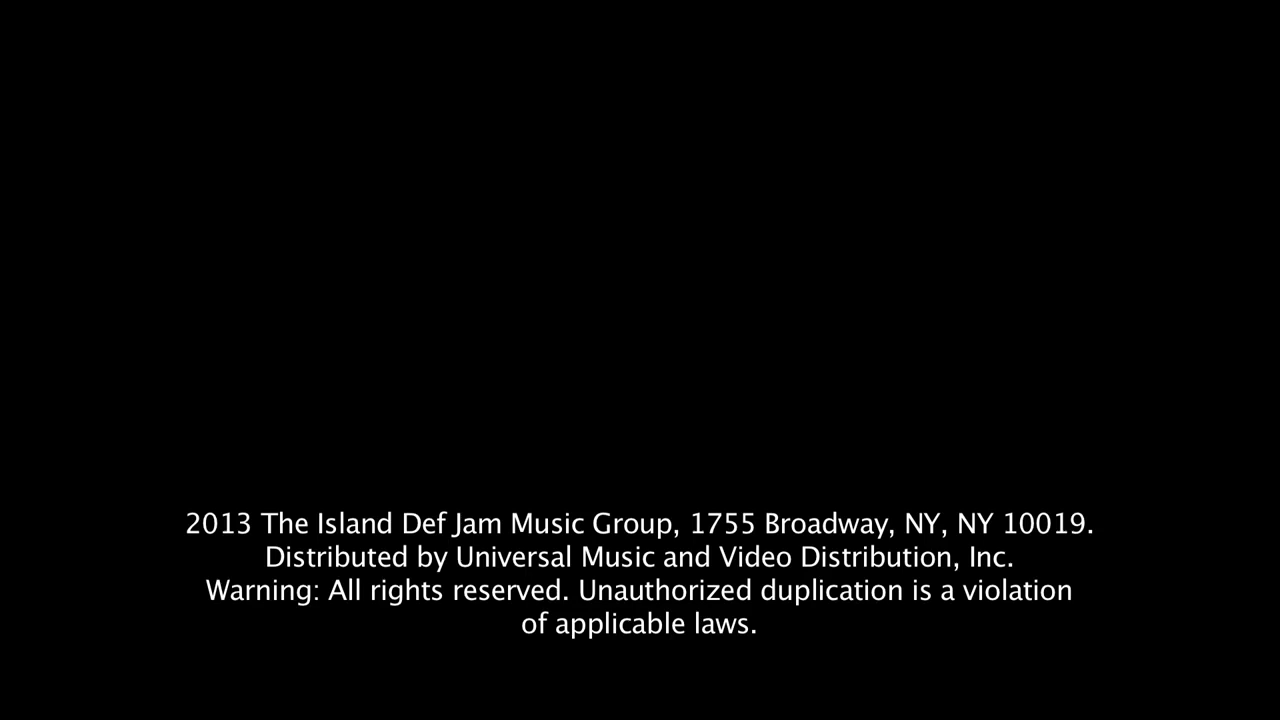 2013 The Island Def Jam Music Group, 1755 Broadway, NY, NY 10019.
Distributed by Universal Music and Video Distribution, Inc.
Warning: All rights reserved. Unauthorized duplication is a violation
of applicable laws.